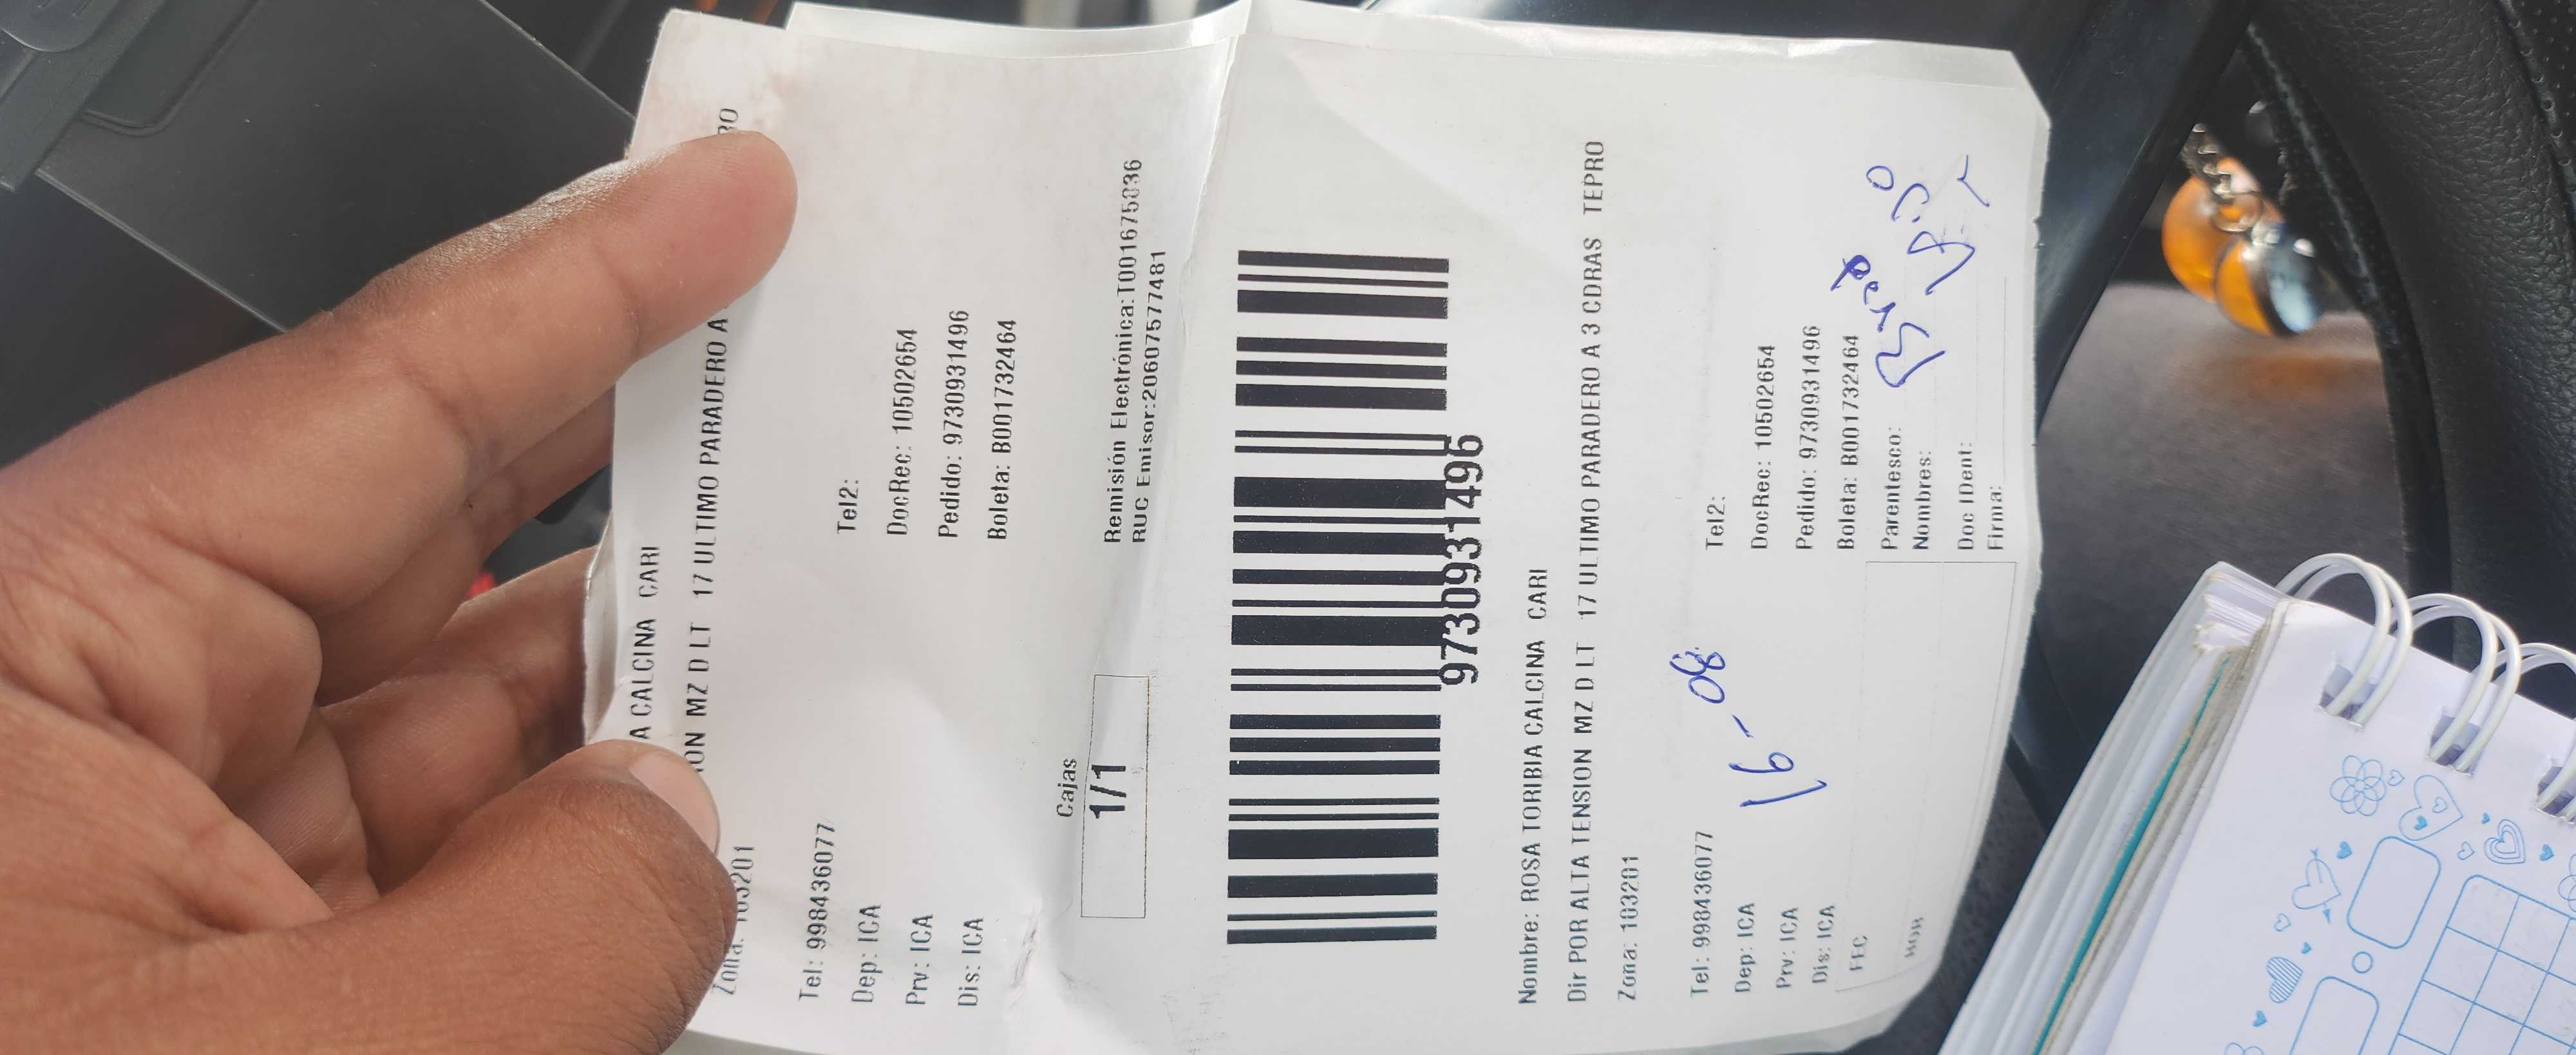 A CALCINA CARI
ON MZ D LT 17 ULTIMO PARADERO A
Zona: 103201
Tel: 998436077
Tel2:
Dep: ICA
DocRec: 10502654
Prv: ICA
Pedido: 9730931496
Dis: ICA
Boleta: B001732464
Cajas
1/1
Remisión Electrónica:T001675836
RUC Emisor:20607577481
9730931496
Nombre: ROSA TORIBIA CALCINA CARI
Dir POR ALTA TENSION MZ D LT 17 ULTIMO PARADERO A 3 CDRAS TEPRO
Zona: 103201
Tel: 998436077
Tel2:
Dep: ICA
DocRec: 10502654
Prv: ICA
Pedido: 9730931496
Dis: ICA
Boleta: B001732464
16-08
FEC
Parentesco:
Nombres:
HOR
Doc IDent:
Firma: